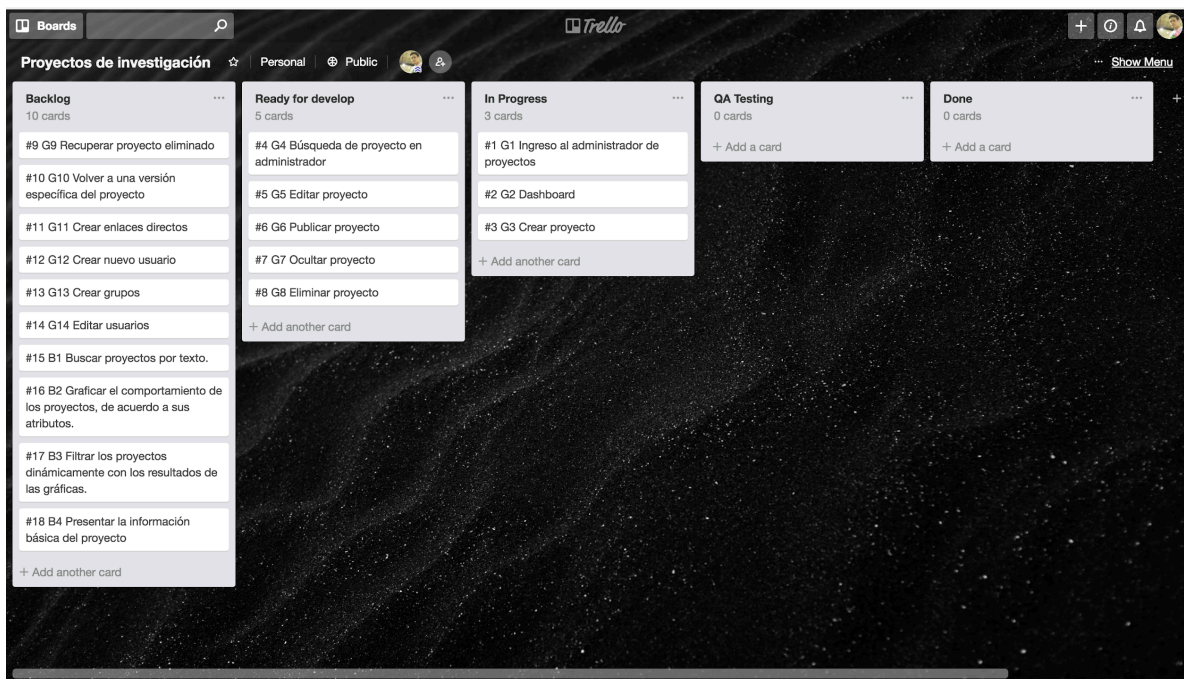 Boards
Trello
Proyectos de investigación
Personal
Public
Show Menu
Backlog
10 cards
#9 G9 Recuperar proyecto eliminado
#10 G10 Volver a una versión
específica del proyecto
#11 G11 Crear enlaces directos
#12 G12 Crear nuevo usuario
#13 G13 Crear grupos
#14 G14 Editar usuarios
#15 B1 Buscar proyectos por texto.
#16 B2 Graficar el comportamiento de
los proyectos, de acuerdo a sus
atributos.
#17 B3 Filtrar los proyectos
dinámicamente con los resultados de
las gráficas.
#18 B4 Presentar la información
básica del proyecto
+ Add another card
Ready for develop
5 cards
#4 G4 Búsqueda de proyecto en
administrador
#5 G5 Editar proyecto
#6 G6 Publicar proyecto
#7 G7 Ocultar proyecto
#8 G8 Eliminar proyecto
+ Add another card
In Progress
3 cards
#1 G1 Ingreso al administrador de
proyectos
#2 G2 Dashboard
#3 G3 Crear proyecto
+ Add another card
QA Testing
0 cards
+ Add a card
Done
0 cards
+ Add a card